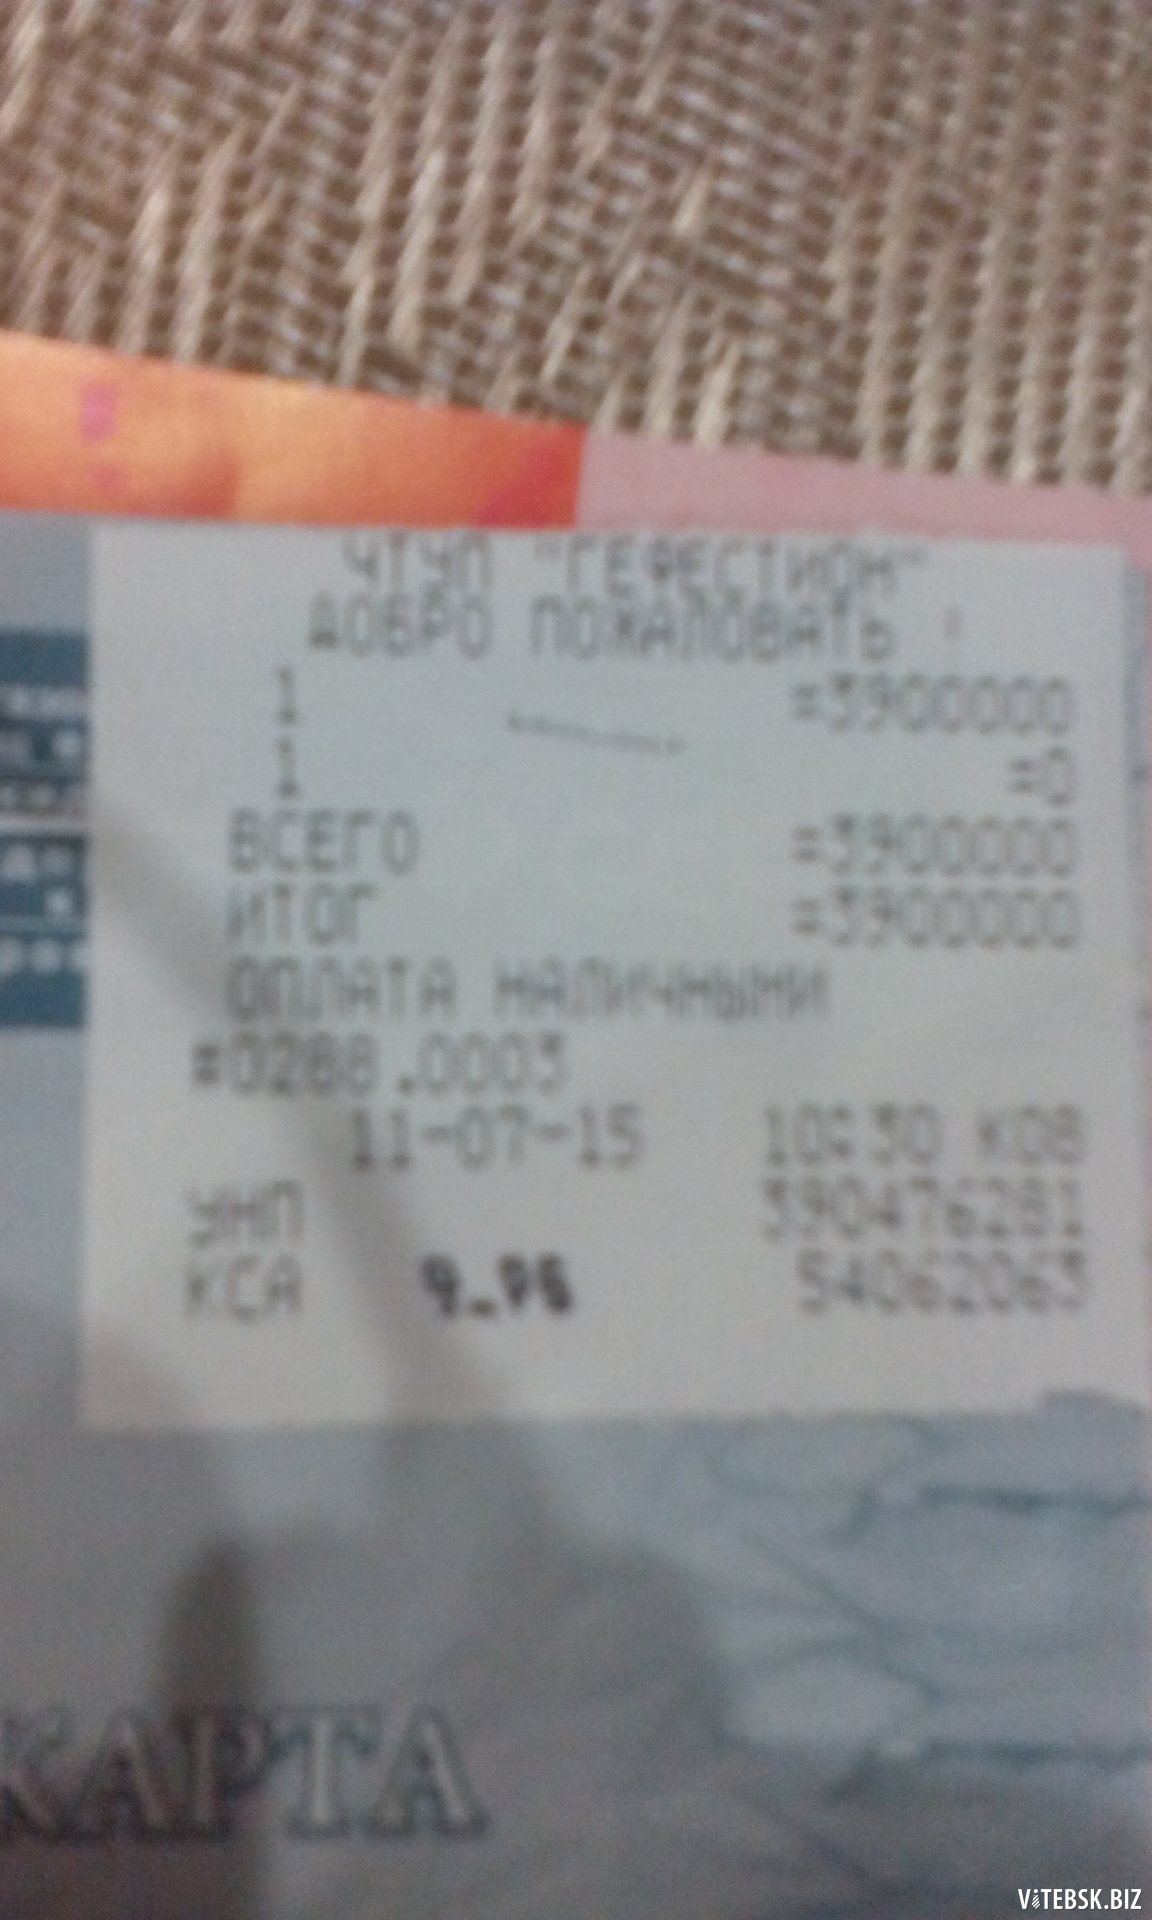 ЧТУП "ГЕФЕСТИОН"
ДОБРО ПОЖАЛОВАТЬ !
1 =3900000
1 =0
ВСЕГО =3900000
ИТОГ =3900000
ОПЛАТА НАЛИЧНЫМИ
#0288.0003
11-07-15 10:30 К08
УНП 390476281
КСА 54062063
КАРТА
ViTEBSK.BIZ